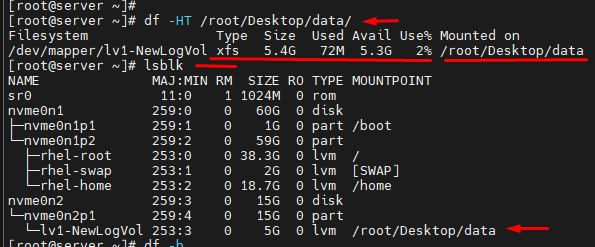 [root@server ~]#
[root@server ~]# df -HT /root/Desktop/data/
Filesystem Type Size Used Avail Use% Mounted on
/dev/mapper/lv1-NewLogVol xfs 5.4G 72M 5.3G 2% /root/Desktop/data
[root@server ~]# lsblk
NAME MAJ:MIN RM SIZE RO TYPE MOUNTPOINT
sr0 11:0 1 1024M 0 rom
nvme0n1 259:0 0 60G 0 disk
├─nvme0n1p1 259:1 0 1G 0 part /boot
└─nvme0n1p2 259:2 0 59G 0 part
├─rhel-root 253:0 0 38.3G 0 lvm /
├─rhel-swap 253:1 0 2G 0 lvm [SWAP]
└─rhel-home 253:2 0 18.7G 0 lvm /home
nvme0n2 259:3 0 15G 0 disk
└─nvme0n2p1 259:4 0 15G 0 part
└─lv1-NewLogVol 253:3 0 5G 0 lvm /root/Desktop/data
[root@server ~]# df -h